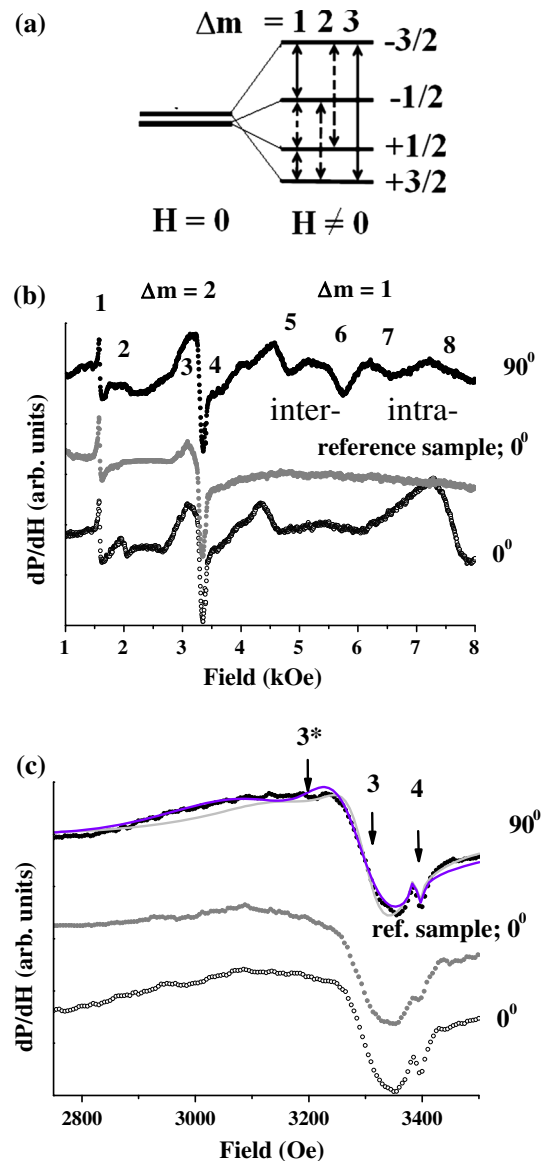 (a)
Δm = 1 2 3
-3/2
-1/2
+1/2
+3/2
H = 0
H ≠ 0
(b)
Δm = 2
Δm = 1
1
2
3
4
5
6
7
8
90⁰
inter-
intra-
reference sample; 0⁰
0⁰
dP/dH (arb. units)
1 2 3 4 5 6 7 8
Field (kOe)
(c)
3*
3
4
90⁰
ref. sample; 0⁰
0⁰
dP/dH (arb. units)
2800 3000 3200 3400
Field (Oe)